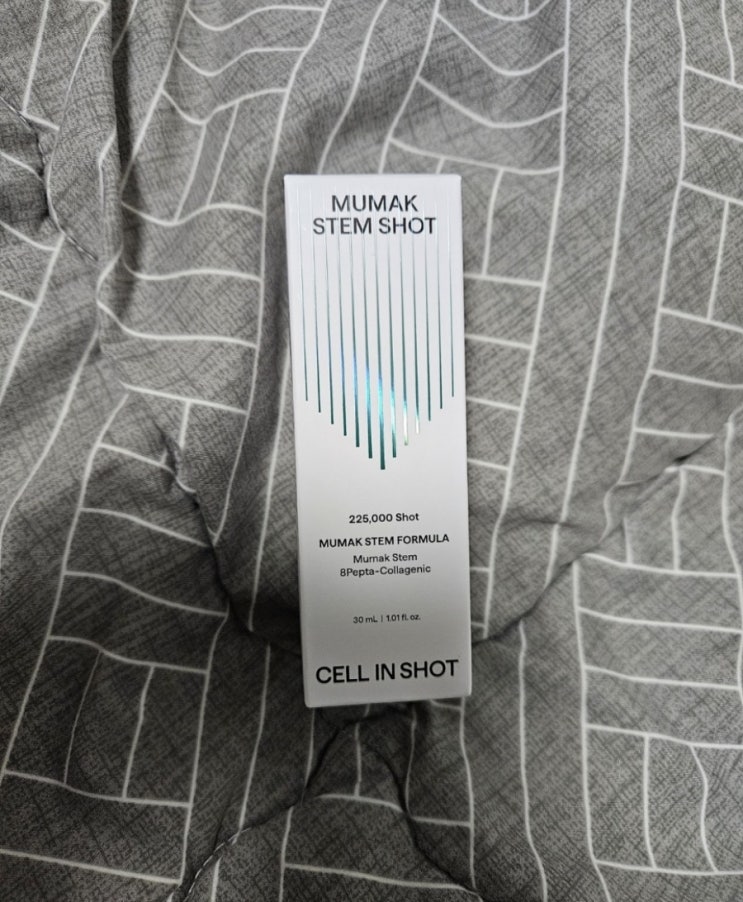 MUMAK
STEM SHOT
225,000 Shot
MUMAK STEM FORMULA
Mumak Stem
8Pepta-Collagenic
30 mL | 1.01 fl. oz.
CELL IN SHOT